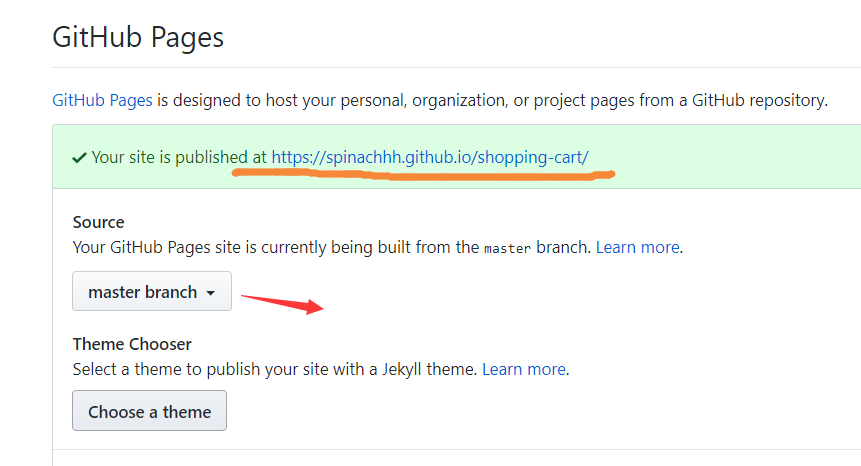 GitHub Pages
GitHub Pages is designed to host your personal, organization, or project pages from a GitHub repository.
Your site is published at https://spinachhh.github.io/shopping-cart/
Source
Your GitHub Pages site is currently being built from the master branch. Learn more.
master branch
Theme Chooser
Select a theme to publish your site with a Jekyll theme. Learn more.
Choose a theme